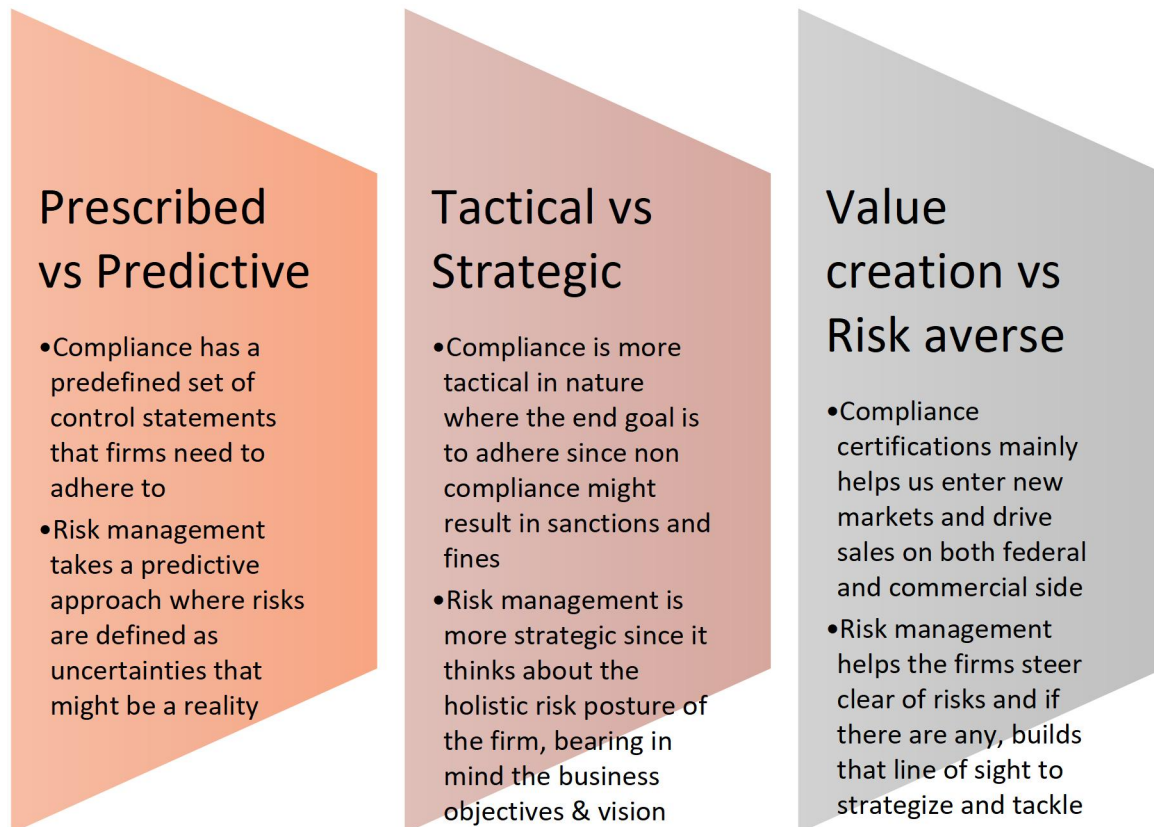 Prescribed
vs Predictive
•Compliance has a
predefined set of
control statements
that firms need to
adhere to
•Risk management
takes a predictive
approach where risks
are defined as
uncertainties that
might be a reality
Tactical vs
Strategic
•Compliance is more
tactical in nature
where the end goal is
to adhere since non
compliance might
result in sanctions and
fines
•Risk management is
more strategic since it
thinks about the
holistic risk posture of
the firm, bearing in
mind the business
objectives & vision
Value
creation vs
Risk averse
•Compliance
certifications mainly
helps us enter new
markets and drive
sales on both federal
and commercial side
•Risk management
helps the firms steer
clear of risks and if
there are any, builds
that line of sight to
strategize and tackle